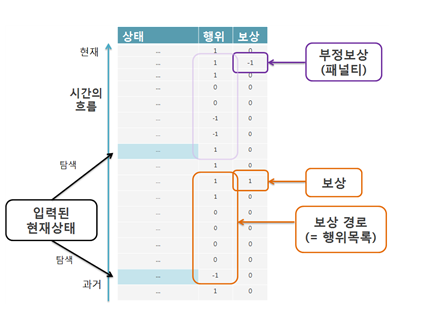 상태 행위 보상
현재 ... 1 0
... 1 -1
... 1 0
시간의
흐름
... 0 0
... 0 0
... -1 0
... -1 0
... 1 0
탐색
... 1 0
... 1 1
... 1 0
... 0 0
... 0 0
... 0 0
... 0 0
탐색
... -1 0
과거
... 1 0
부정보상
(패널티)
보상
보상 경로
(= 행위목록)
입력된
현재상태